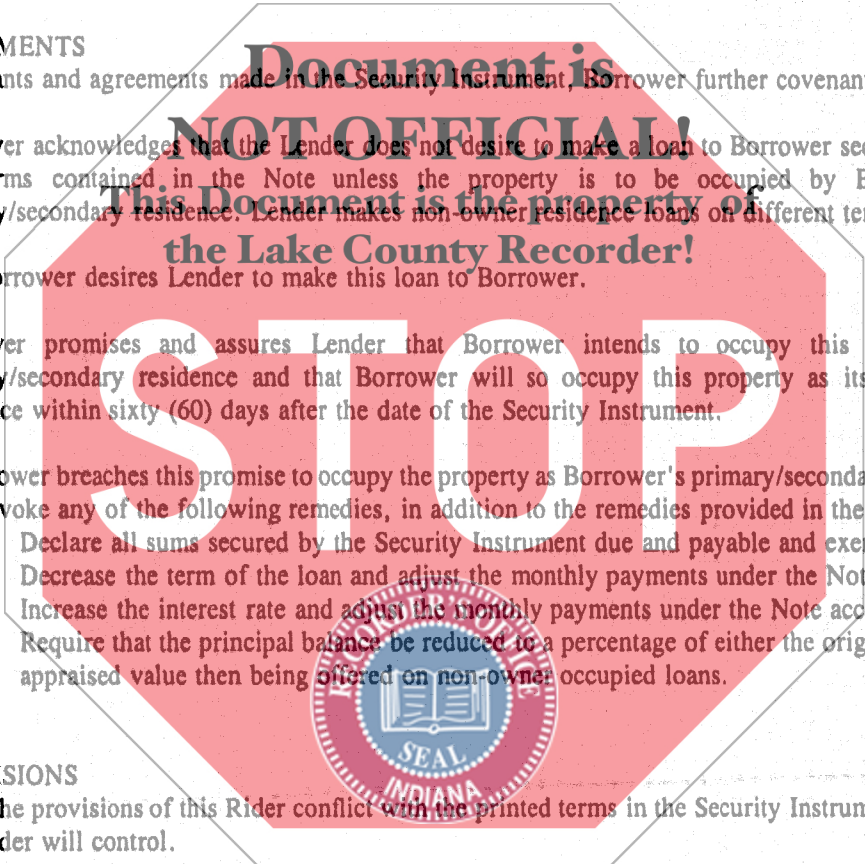 MENTS
nts and agreements made in the Security Instrument, Borrower further covenant
er acknowledges that the Lender does not desire to make a loan to Borrower sec
ms contained in the Note unless the property is to be occupied by B
y/secondary residence. Lender makes non-owner residence loans on different ter
rrower desires Lender to make this loan to Borrower.
er promises and assures Lender that Borrower intends to occupy this
y/secondary residence and that Borrower will so occupy this property as its
ce within sixty (60) days after the date of the Security Instrument.
ower breaches this promise to occupy the property as Borrower's primary/seconda
voke any of the following remedies, in addition to the remedies provided in the
Declare all sums secured by the Security Instrument due and payable and exer
Decrease the term of the loan and adjust the monthly payments under the Not
Increase the interest rate and adjust the monthly payments under the Note acc
Require that the principal balance be reduced to a percentage of either the orig
appraised value then being offered on non-owner occupied loans.
SIONS
he provisions of this Rider conflict with the printed terms in the Security Instrum
der will control.
Document is
NOT OFFICIAL!
This Document is the property of
the Lake County Recorder!
STOP
RECORDER'S OFFICE
SEAL
INDIANA